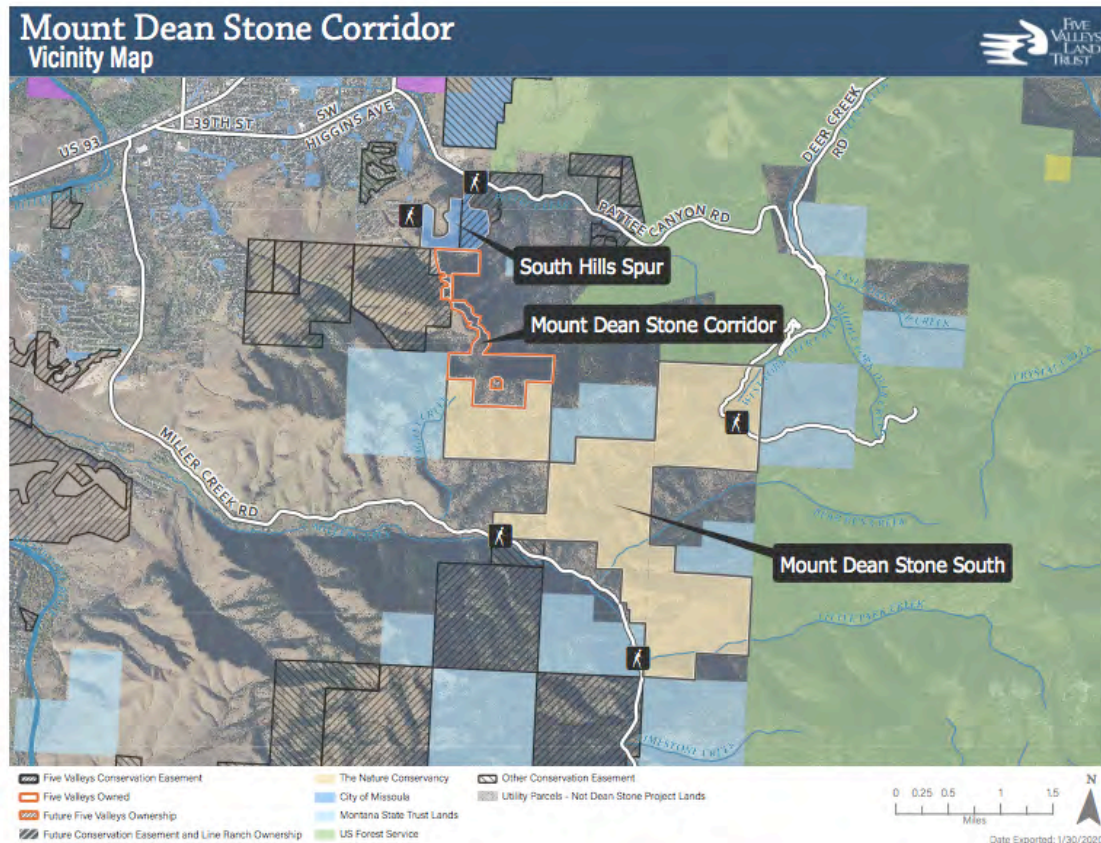 Mount Dean Stone Corridor
Vicinity Map
FIVE
VALLEYS
LAND
TRUST
US 93
39TH ST
SW
HIGGINS AVE
DEER CREEK
RD
PATTEE CANYON RD
South Hills Spur
Mount Dean Stone Corridor
MILLER CREEK RD
Mount Dean Stone South
Five Valleys Conservation Easement
Five Valleys Owned
Future Five Valleys Ownership
Future Conservation Easement and Line Ranch Ownership
The Nature Conservancy
City of Missoula
Montana State Trust Lands
US Forest Service
Other Conservation Easement
Utility Parcels - Not Dean Stone Project Lands
0 0.25 0.5 1 1.5
Miles
N
Date Exported: 1/30/2020